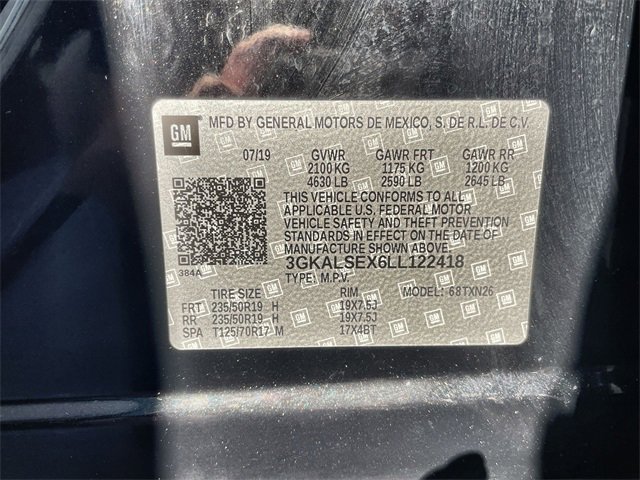 GM MFD BY GENERAL MOTORS DE MEXICO, S. DE R.L. DE C.V.
07/19 GVWR GAWR FRT GAWR RR
2100 KG 1175 KG 1200 KG
4630 LB 2590 LB 2645 LB
THIS VEHICLE CONFORMS TO ALL
APPLICABLE U.S. FEDERAL MOTOR
VEHICLE SAFETY AND THEFT PREVENTION
STANDARDS IN EFFECT ON THE DATE OF
MANUFACTURE SHOWN ABOVE.
384A 3GKALSEX6LL122418
TYPE: M.P.V. MODEL: 68TXN26
TIRE SIZE RIM
FRT 235/50R19 H 19X7.5J
RR 235/50R19 H 19X7.5J
SPA T125/70R17 M 17X4BT